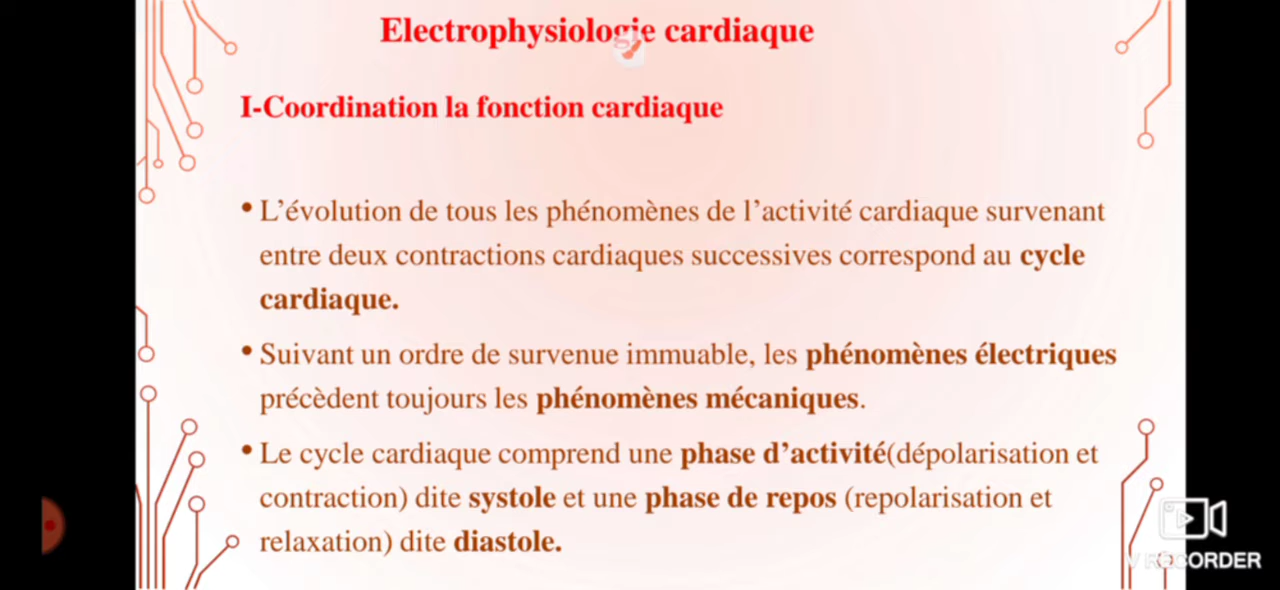 Electrophysiologie cardiaque
I-Coordination la fonction cardiaque
• L’évolution de tous les phénomènes de l’activité cardiaque survenant
entre deux contractions cardiaques successives correspond au cycle
cardiaque.
• Suivant un ordre de survenue immuable, les phénomènes électriques
précèdent toujours les phénomènes mécaniques.
• Le cycle cardiaque comprend une phase d’activité(dépolarisation et
contraction) dite systole et une phase de repos (repolarisation et
relaxation) dite diastole.
V RECORDER